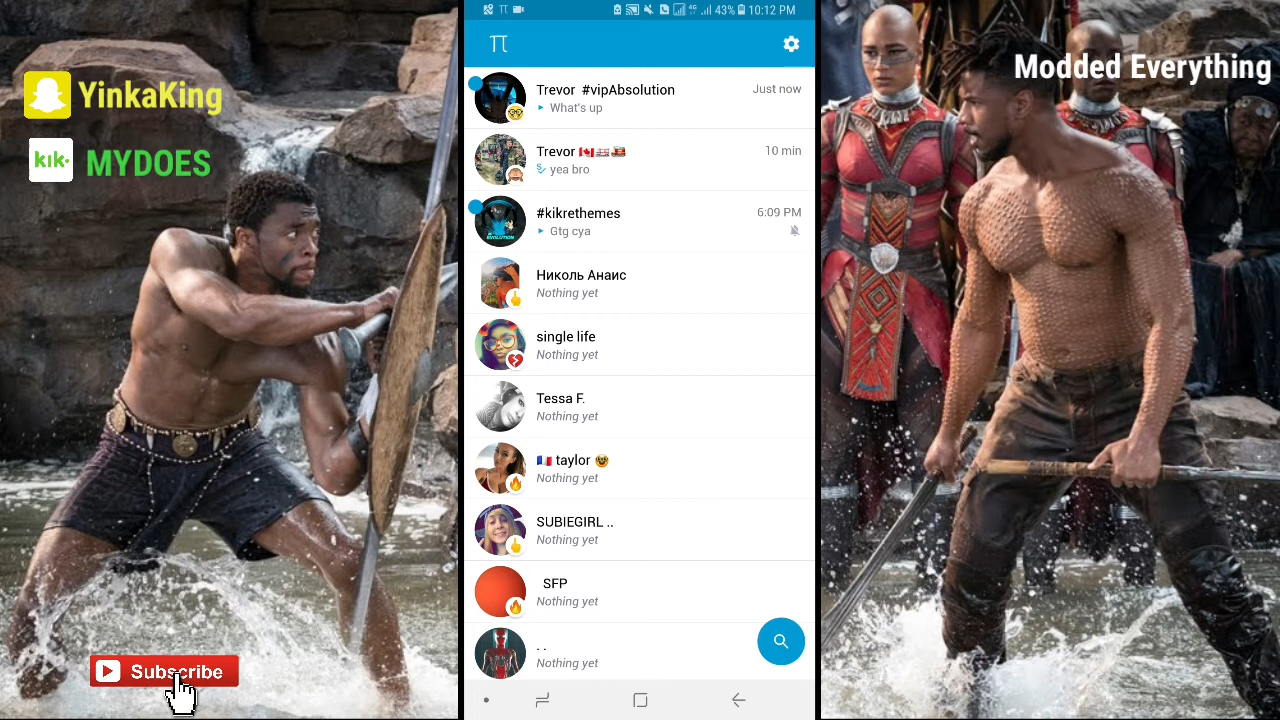 YinkaKing
kik.
MYDOES
Subscribe
43% 10:12 PM
π
Trevor #vipAbsolution
Just now
What's up
Trevor 🇨🇦
10 min
yea bro
#kikrethemes
6:09 PM
EVOLUTION
Gtg cya
Николь Анаис
Nothing yet
single life
Nothing yet
Tessa F.
Nothing yet
🇫🇷 taylor 🤓
Nothing yet
SUBIEGIRL ..
Nothing yet
SFP
Nothing yet
. .
Nothing yet
Modded Everything